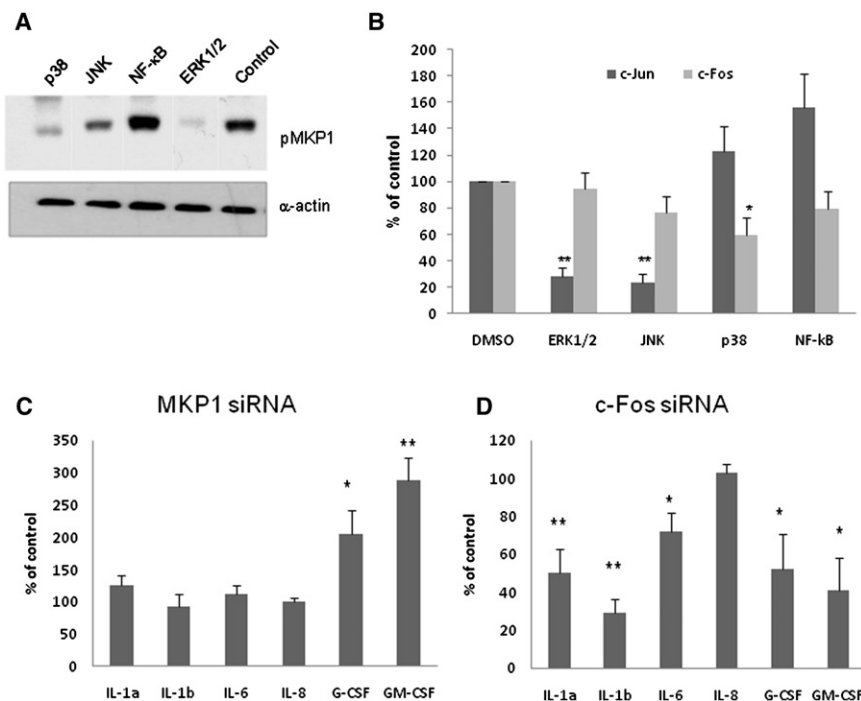 A
p38 JNK NF-κB ERK1/2 Control
pMKP1
α-actin
B
% of control
200
180
160
140
120
100
80
60
40
20
0
c-Jun c-Fos
** ** *
DMSO ERK1/2 JNK p38 NF-kB
C
MKP1 siRNA
% of control
350
300
250
200
150
100
50
0
* **
IL-1a IL-1b IL-6 IL-8 G-CSF GM-CSF
D
c-Fos siRNA
% of control
120
100
80
60
40
20
0
** ** * * *
IL-1a IL-1b IL-6 IL-8 G-CSF GM-CSF